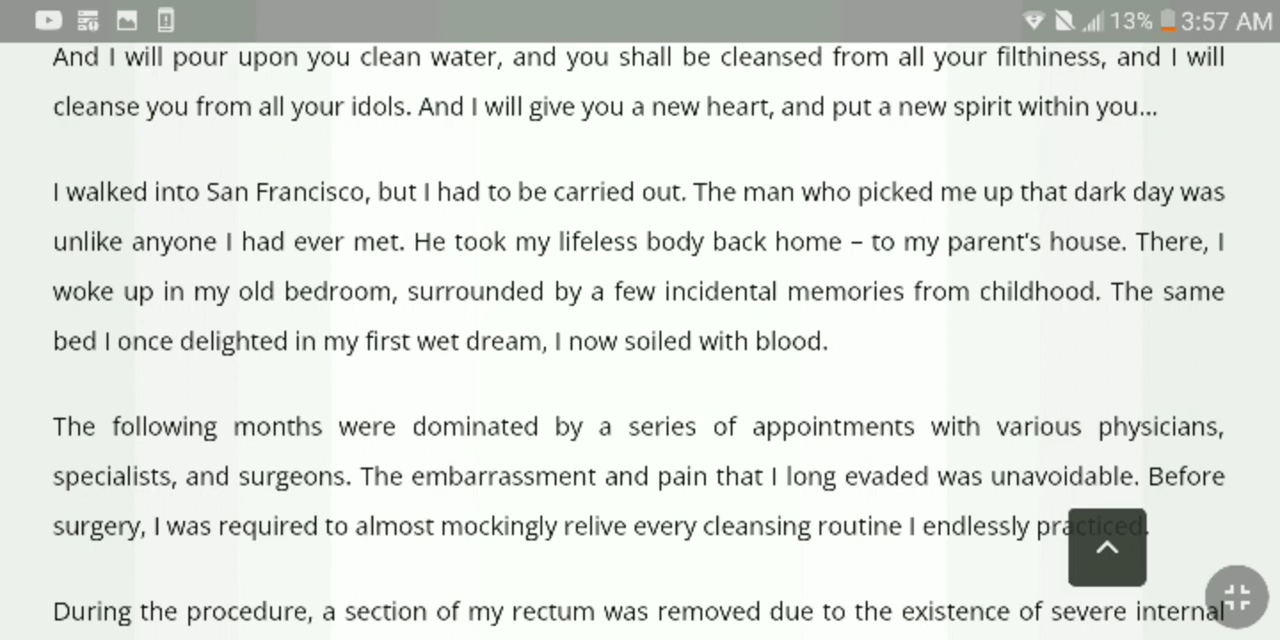 13% 3:57 AM
And I will pour upon you clean water, and you shall be cleansed from all your filthiness, and I will
cleanse you from all your idols. And I will give you a new heart, and put a new spirit within you...
I walked into San Francisco, but I had to be carried out. The man who picked me up that dark day was
unlike anyone I had ever met. He took my lifeless body back home – to my parent's house. There, I
woke up in my old bedroom, surrounded by a few incidental memories from childhood. The same
bed I once delighted in my first wet dream, I now soiled with blood.
The following months were dominated by a series of appointments with various physicians,
specialists, and surgeons. The embarrassment and pain that I long evaded was unavoidable. Before
surgery, I was required to almost mockingly relive every cleansing routine I endlessly practiced.
During the procedure, a section of my rectum was removed due to the existence of severe internal